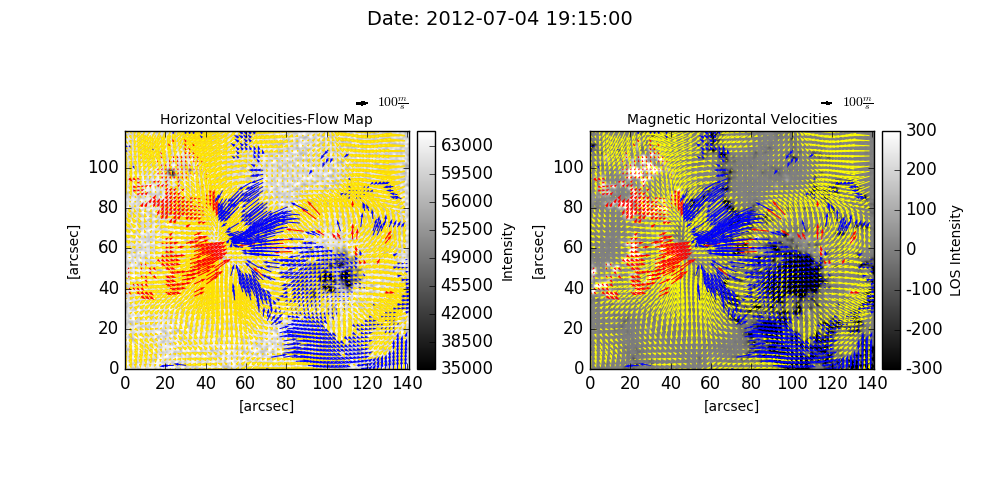 Date: 2012-07-04 19:15:00
100 m/s
100 m/s
Horizontal Velocities-Flow Map
Magnetic Horizontal Velocities
100
80
60
40
20
0
0 20 40 60 80 100 120 140
[arcsec]
[arcsec]
63000
59500
56000
52500
49000
45500
42000
38500
35000
Intensity
100
80
60
40
20
0
0 20 40 60 80 100 120 140
[arcsec]
[arcsec]
300
200
100
0
-100
-200
-300
LOS Intensity